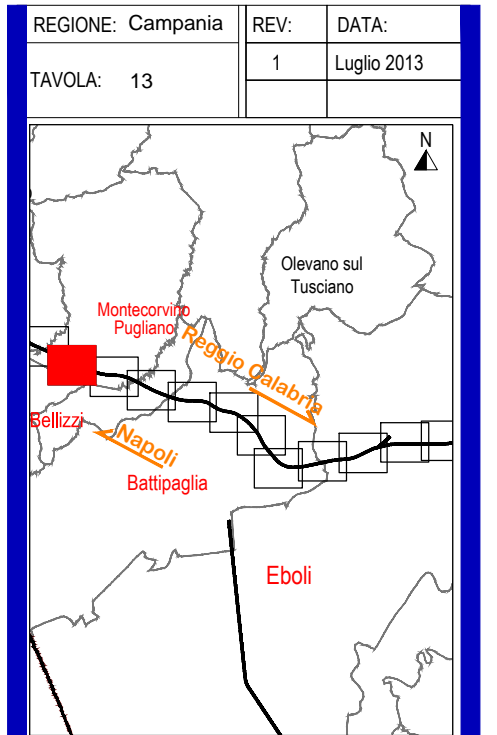 REGIONE: Campania
REV:
DATA:
1
Luglio 2013
TAVOLA: 13
N
Olevano sul
Tusciano
Montecorvino
Pugliano
Reggio Calabria
Bellizzi
Napoli
Battipaglia
Eboli